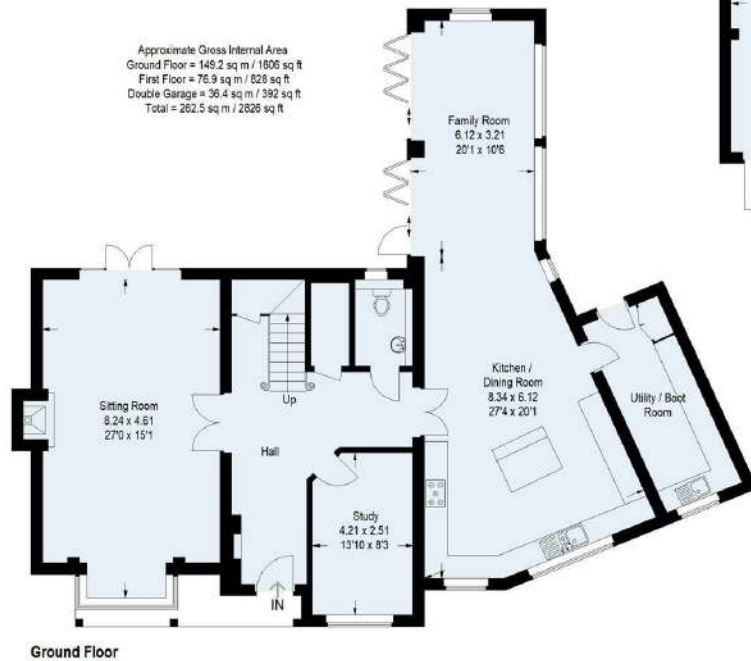 Approximate Gross Internal Area
Ground Floor = 149.2 sq m / 1606 sq ft
First Floor = 76.9 sq m / 828 sq ft
Double Garage = 36.4 sq m / 392 sq ft
Total = 262.5 sq m / 2826 sq ft
Family Room
6.12 x 3.21
20'1 x 10'6
Sitting Room
8.24 x 4.61
27'0 x 15'1
Up
Hall
Kitchen /
Dining Room
8.34 x 6.12
27'4 x 20'1
Utility / Boot
Room
Study
4.21 x 2.51
13'10 x 8'3
IN
Ground Floor